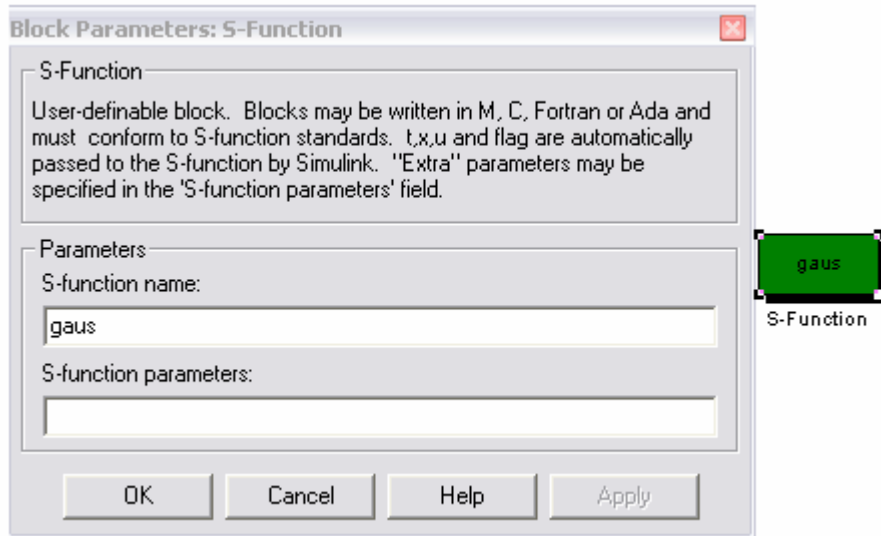 Block Parameters: S-Function
S-Function
User-definable block.  Blocks may be written in M, C, Fortran or Ada and
must  conform to S-function standards.  t,x,u and flag are automatically
passed to the S-function by Simulink.  "Extra" parameters may be
specified in the 'S-function parameters' field.
Parameters
S-function name:
gaus
S-function parameters:
OK Cancel Help Apply
gaus
S-Function